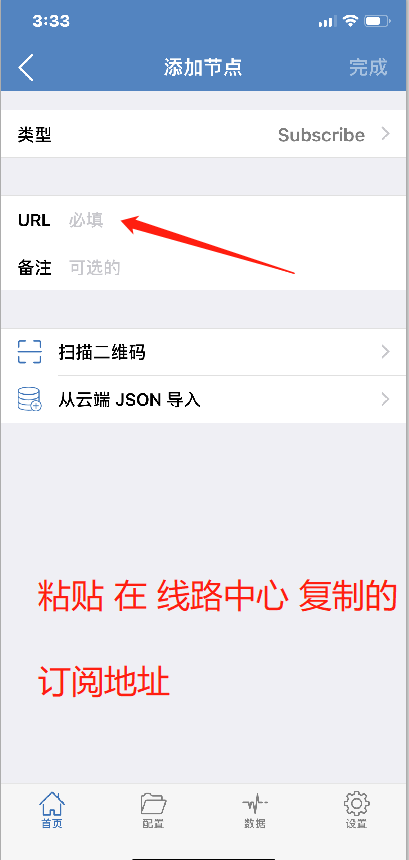 3:33
添加节点
完成
类型 Subscribe
URL 必填
备注 可选的
扫描二维码
从云端 JSON 导入
粘贴 在 线路中心 复制的
订阅地址
首页 配置 数据 设置